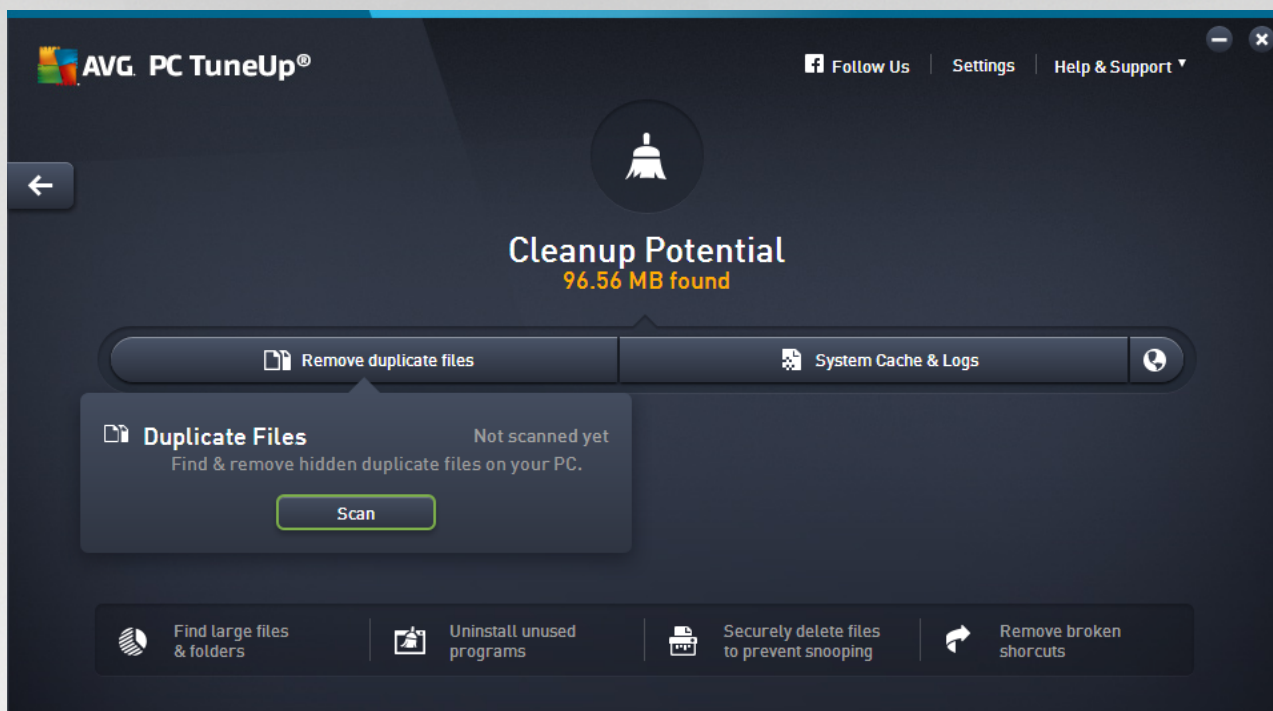 AVG. PC TuneUp®
Follow Us
Settings
Help & Support
Cleanup Potential
96.56 MB found
Remove duplicate files
System Cache & Logs
Duplicate Files
Not scanned yet
Find & remove hidden duplicate files on your PC.
Scan
Find large files
& folders
Uninstall unused
programs
Securely delete files
to prevent snooping
Remove broken
shorcuts